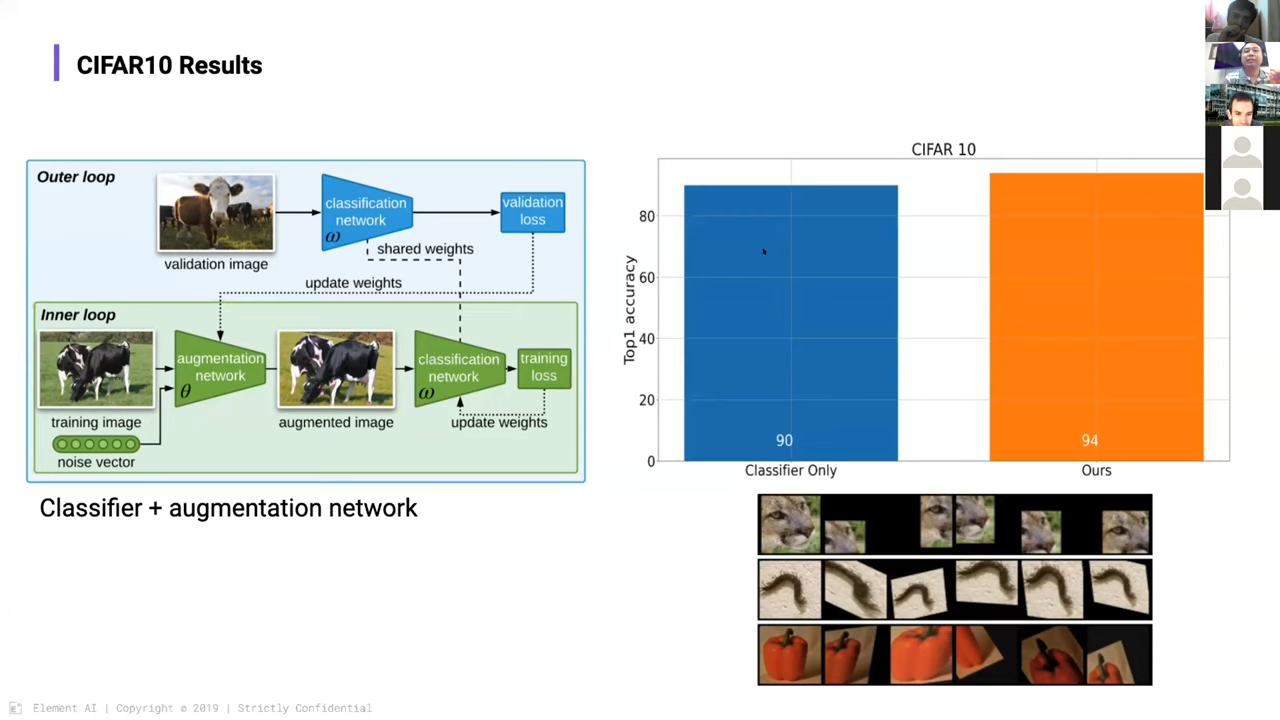 CIFAR10 Results
Outer loop
classification
network
ω
validation
loss
validation image
shared weights
update weights
Inner loop
augmentation
network
θ
classification
network
ω
training
loss
training image
augmented image
update weights
noise vector
Classifier + augmentation network
CIFAR 10
Top1 accuracy
80
60
40
20
0
90
94
Classifier Only
Ours
Element AI | Copyright © 2019 | Strictly Confidential